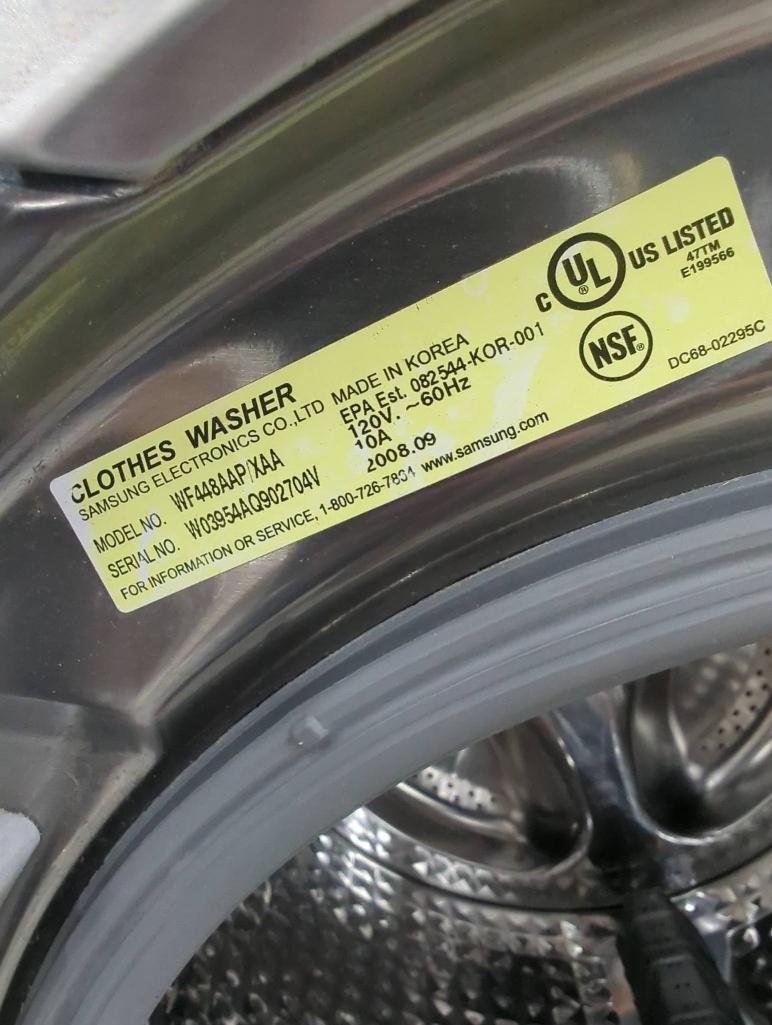 CLOTHES WASHER
SAMSUNG ELECTRONICS CO.,LTD
MODEL NO. WF448AAP/XAA
SERIAL NO. W03954AQ902704V
FOR INFORMATION OR SERVICE, 1-800-726-7864 www.samsung.com
MADE IN KOREA
EPA Est. 082544-KOR-001
120V. ~60Hz
10A
2008.09
C UL® US LISTED
47TM
E199566
NSF®
DC68-02295C